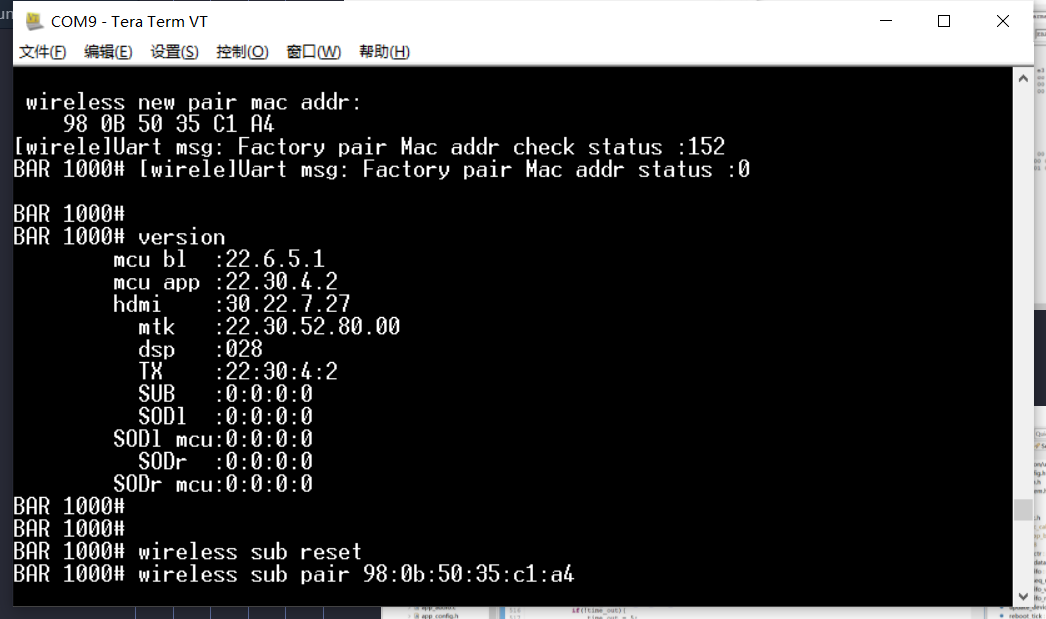 COM9 - Tera Term VT
文件(F) 编辑(E) 设置(S) 控制(O) 窗口(W) 帮助(H)
wireless new pair mac addr:
98 0B 50 35 C1 A4
[wirele]Uart msg: Factory pair Mac addr check status :152
BAR 1000# [wirele]Uart msg: Factory pair Mac addr status :0
BAR 1000#
BAR 1000# version
mcu bl :22.6.5.1
mcu app :22.30.4.2
hdmi :30.22.7.27
mtk :22.30.52.80.00
dsp :028
TX :22:30:4:2
SUB :0:0:0:0
SODl :0:0:0:0
SODl mcu:0:0:0:0
SODr :0:0:0:0
SODr mcu:0:0:0:0
BAR 1000#
BAR 1000#
BAR 1000# wireless sub reset
BAR 1000# wireless sub pair 98:0b:50:35:c1:a4
app_config.h
if(!time_out){